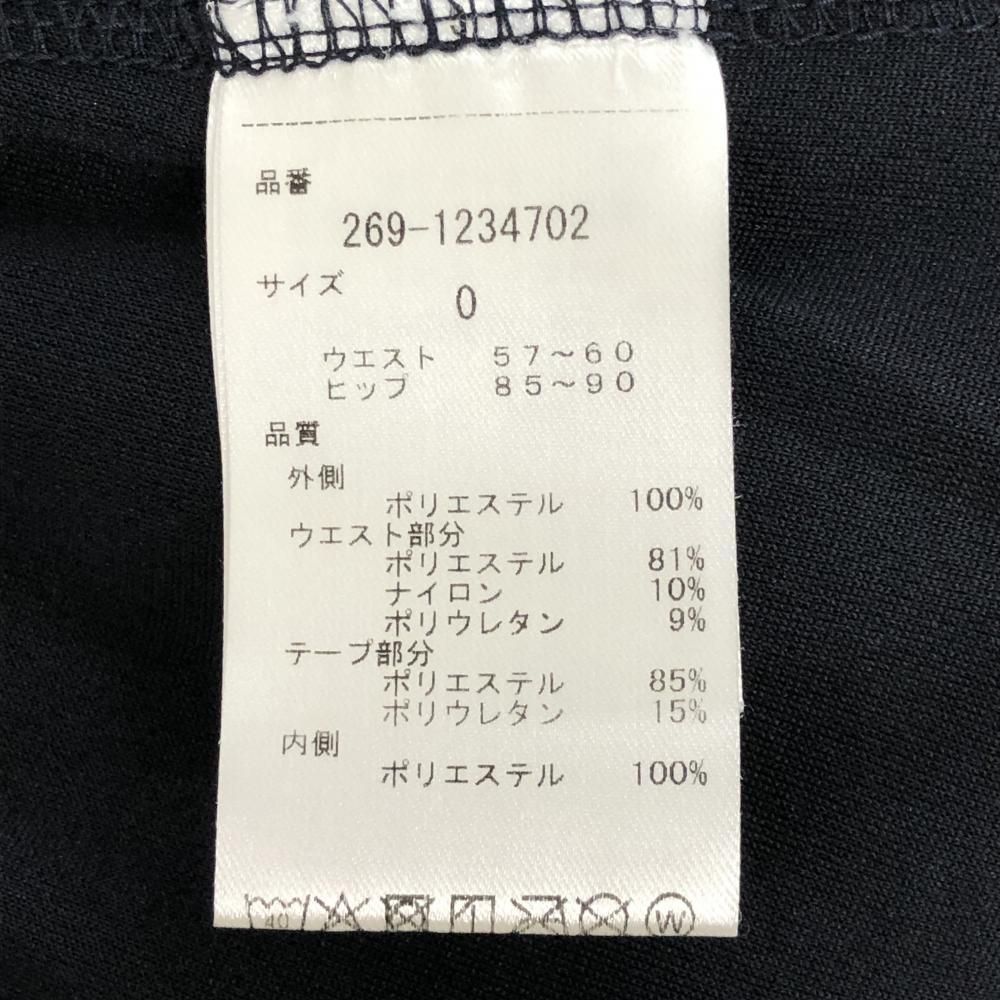 品番
269-1234702
サイズ 0
ウエスト 57～60
ヒップ 85～90
品質
外側
ポリエステル 100%
ウエスト部分
ポリエステル 81%
ナイロン 10%
ポリウレタン 9%
テープ部分
ポリエステル 85%
ポリウレタン 15%
内側
ポリエステル 100%
40 W